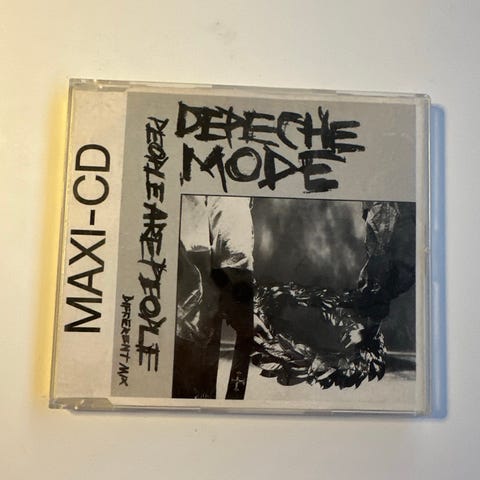 MAXI-CD
DEPECHE
MODE
PEOPLE ARE PEOPLE
DIFFERENT MIX